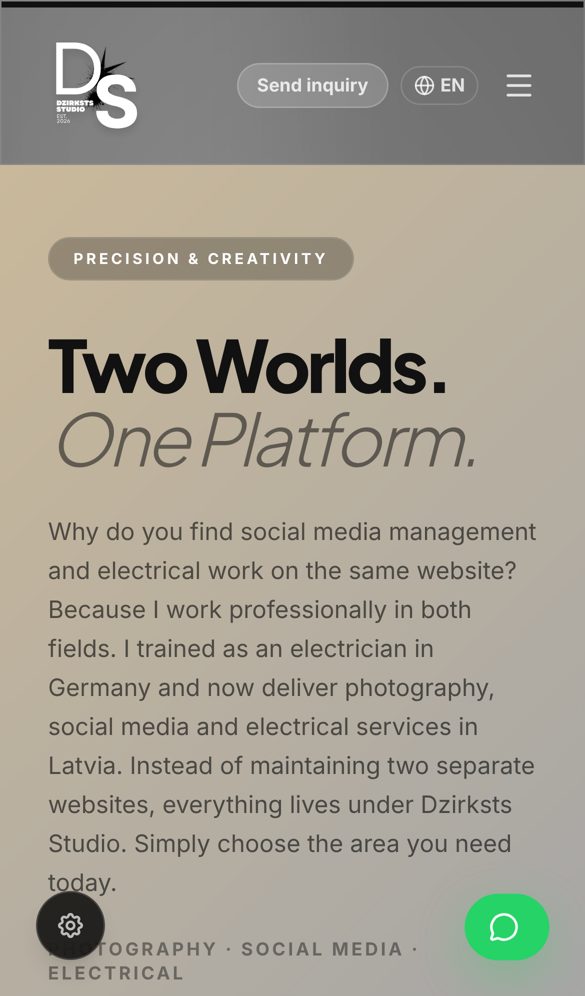 DS
DZIRKSTS
STUDIO
EST.
2026
Send inquiry
EN
PRECISION & CREATIVITY
Two Worlds.
One Platform.
Why do you find social media management
and electrical work on the same website?
Because I work professionally in both
fields. I trained as an electrician in
Germany and now deliver photography,
social media and electrical services in
Latvia. Instead of maintaining two separate
websites, everything lives under Dzirksts
Studio. Simply choose the area you need
today.
PHOTOGRAPHY · SOCIAL MEDIA ·
ELECTRICAL